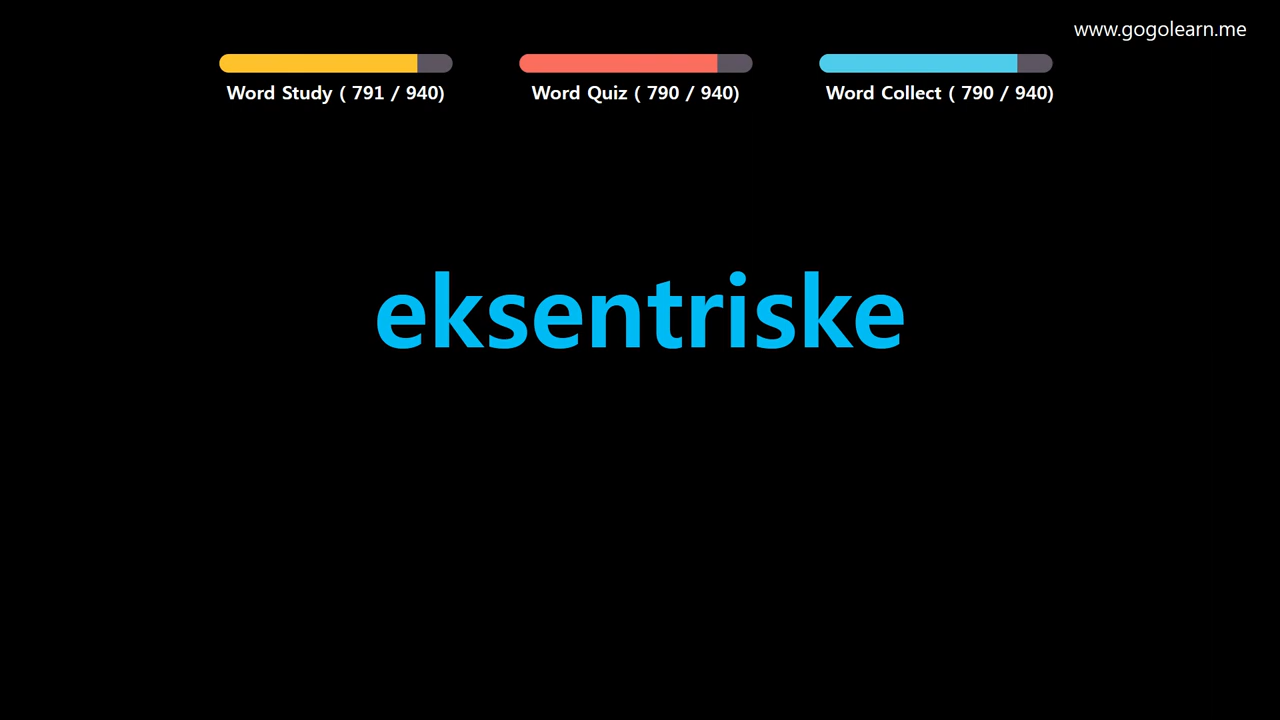 www.gogolearn.me
Word Study ( 791 / 940)
Word Quiz ( 790 / 940)
Word Collect ( 790 / 940)
eksentriske